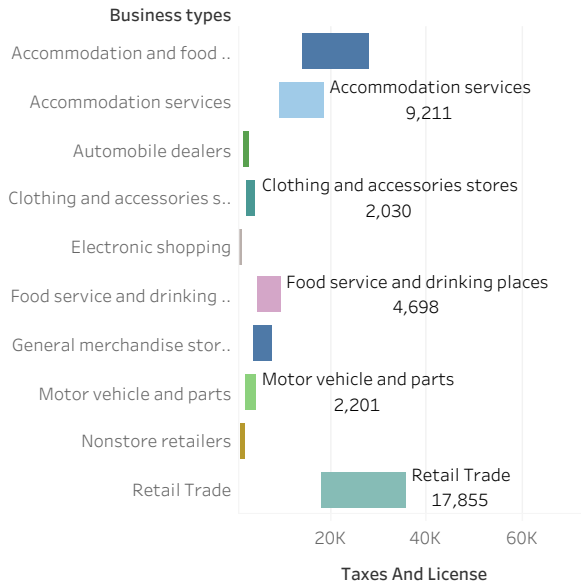 Business types
Accommodation and food ..
Accommodation services
Accommodation services
9,211
Automobile dealers
Clothing and accessories s..
Clothing and accessories stores
2,030
Electronic shopping
Food service and drinking ..
Food service and drinking places
4,698
General merchandise stor..
Motor vehicle and parts
Motor vehicle and parts
2,201
Nonstore retailers
Retail Trade
Retail Trade
17,855
20K 40K 60K
Taxes And License